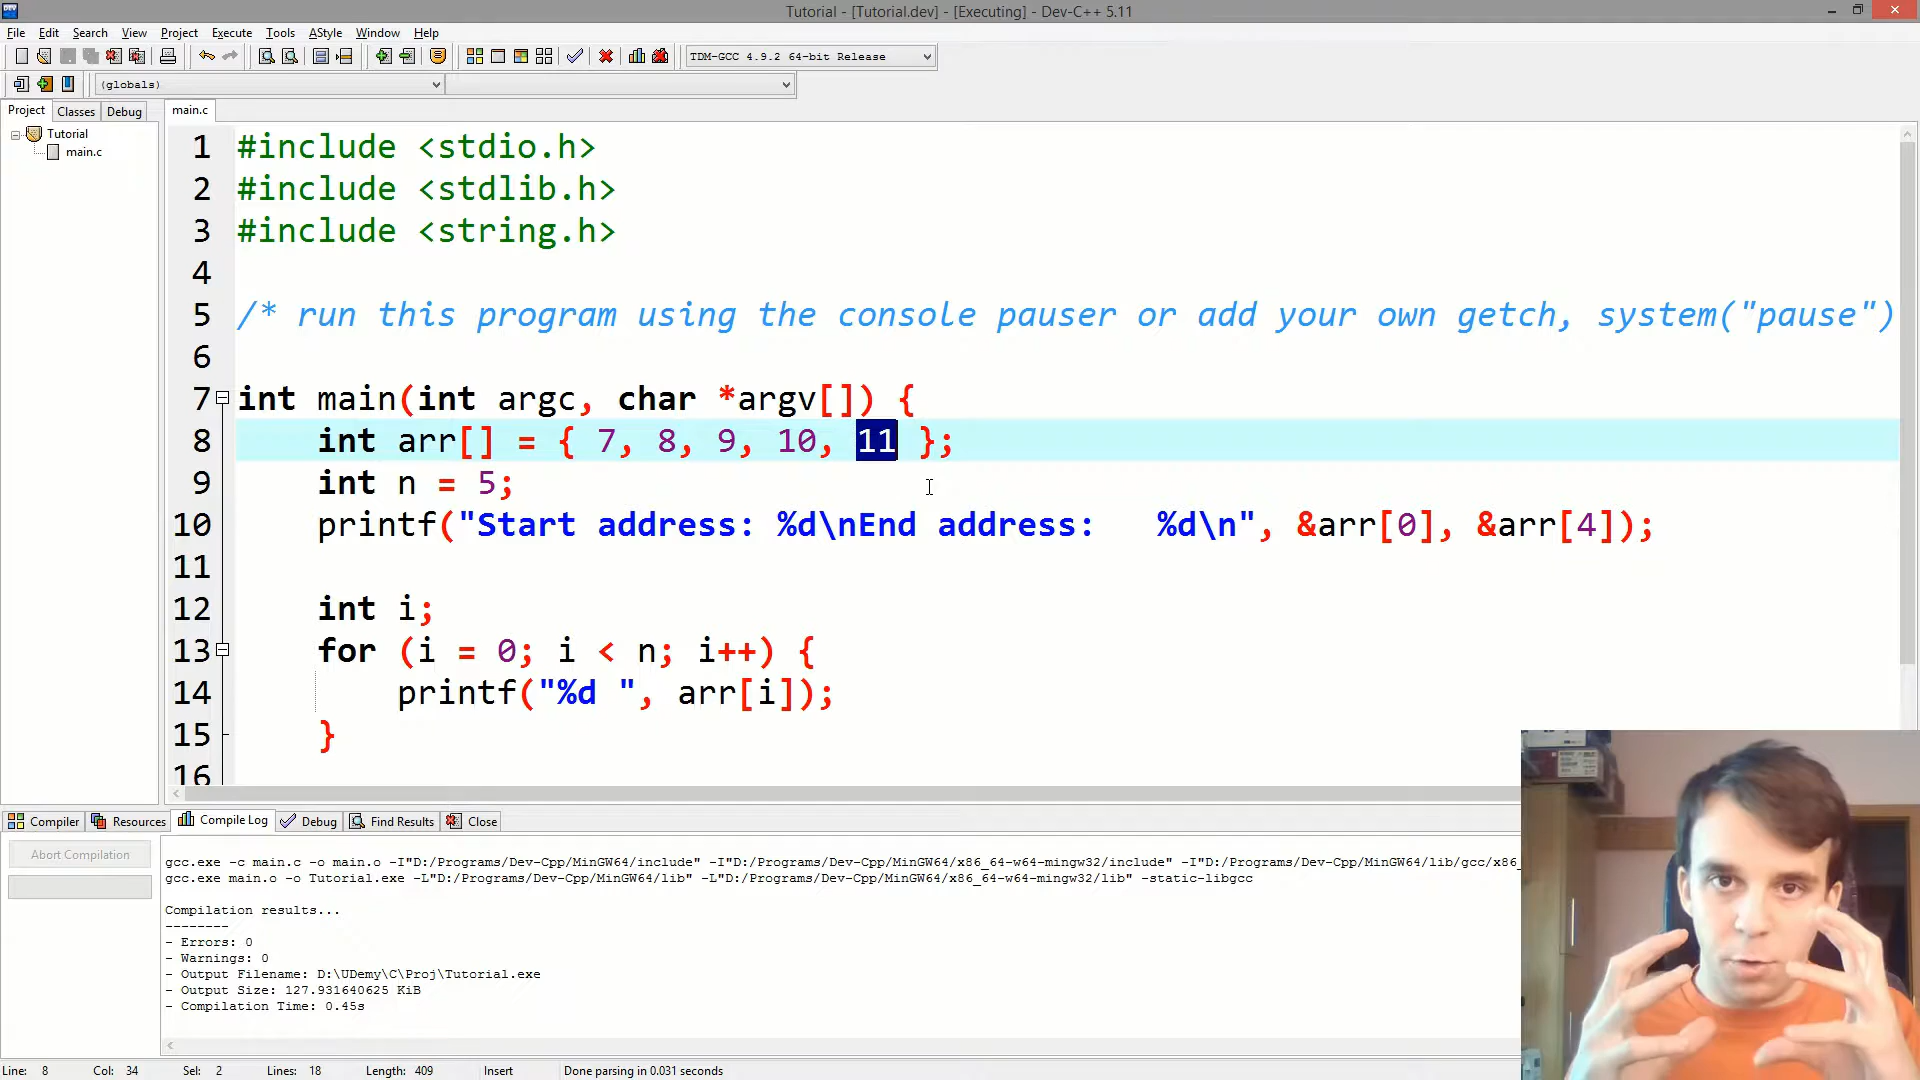 Tutorial - [Tutorial.dev] - [Executing] - Dev-C++ 5.11
File Edit Search View Project Execute Tools AStyle Window Help
TDM-GCC 4.9.2 64-bit Release
(globals)
Project Classes Debug
main.c
Tutorial
main.c
1 #include <stdio.h>
2 #include <stdlib.h>
3 #include <string.h>
4
5 /* run this program using the console pauser or add your own getch, system("pause")
6
7 int main(int argc, char *argv[]) {
8 int arr[] = { 7, 8, 9, 10, 11 };
9 int n = 5;
10 printf("Start address: %d\nEnd address:   %d\n", &arr[0], &arr[4]);
11
12 int i;
13 for (i = 0; i < n; i++) {
14 printf("%d ", arr[i]);
15 }
16
Compiler Resources Compile Log Debug Find Results Close
Abort Compilation
gcc.exe -c main.c -o main.o -I"D:/Programs/Dev-Cpp/MinGW64/include" -I"D:/Programs/Dev-Cpp/MinGW64/x86_64-w64-mingw32/include" -I"D:/Programs/Dev-Cpp/MinGW64/lib/gcc/x86_
gcc.exe main.o -o Tutorial.exe -L"D:/Programs/Dev-Cpp/MinGW64/lib" -L"D:/Programs/Dev-Cpp/MinGW64/x86_64-w64-mingw32/lib" -static-libgcc
Compilation results...
--------
- Errors: 0
- Warnings: 0
- Output Filename: D:\UDemy\C\Proj\Tutorial.exe
- Output Size: 127.931640625 KiB
- Compilation Time: 0.45s
Line: 8 Col: 34 Sel: 2 Lines: 18 Length: 409 Insert Done parsing in 0.031 seconds